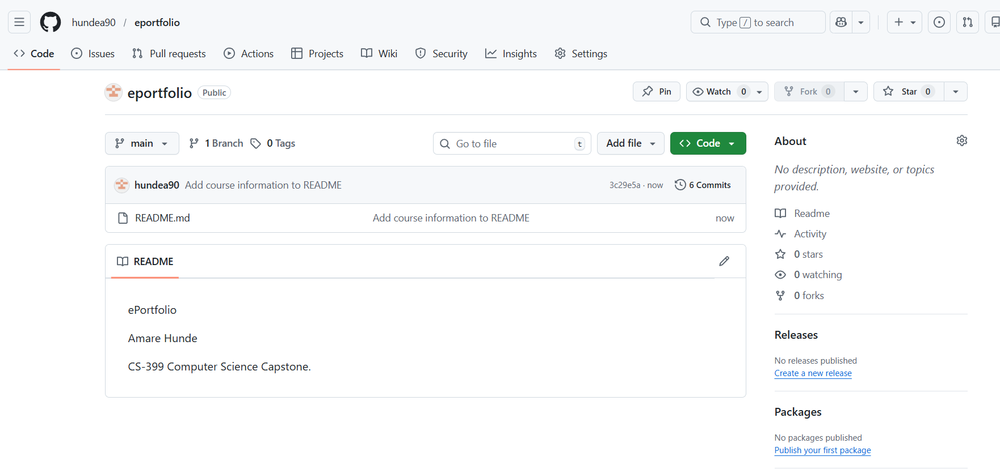 hundea90 / eportfolio
Type / to search
Code Issues Pull requests Actions Projects Wiki Security Insights Settings
eportfolio Public
Pin Watch 0 Fork 0 Star 0
main 1 Branch 0 Tags Go to file t Add file Code
hundea90 Add course information to README 3c29e5a · now 6 Commits
README.md Add course information to README now
README
ePortfolio
Amare Hunde
CS-399 Computer Science Capstone.
About
No description, website, or topics
provided.
Readme
Activity
0 stars
0 watching
0 forks
Releases
No releases published
Create a new release
Packages
No packages published
Publish your first package